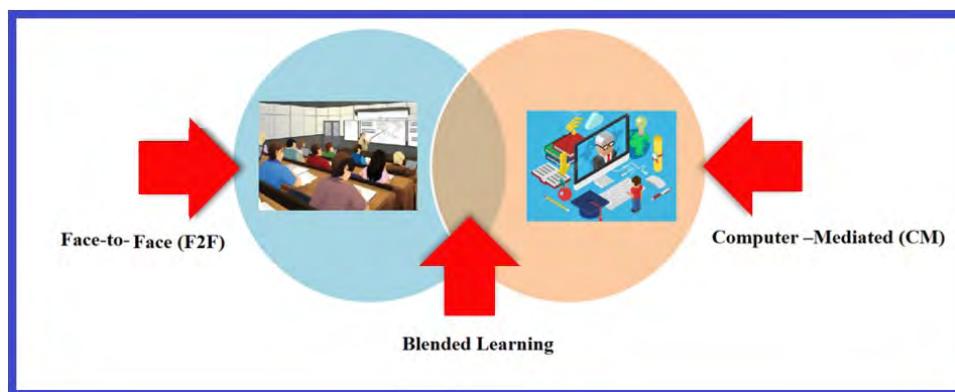 Face-to- Face (F2F)
Computer –Mediated (CM)
Blended Learning